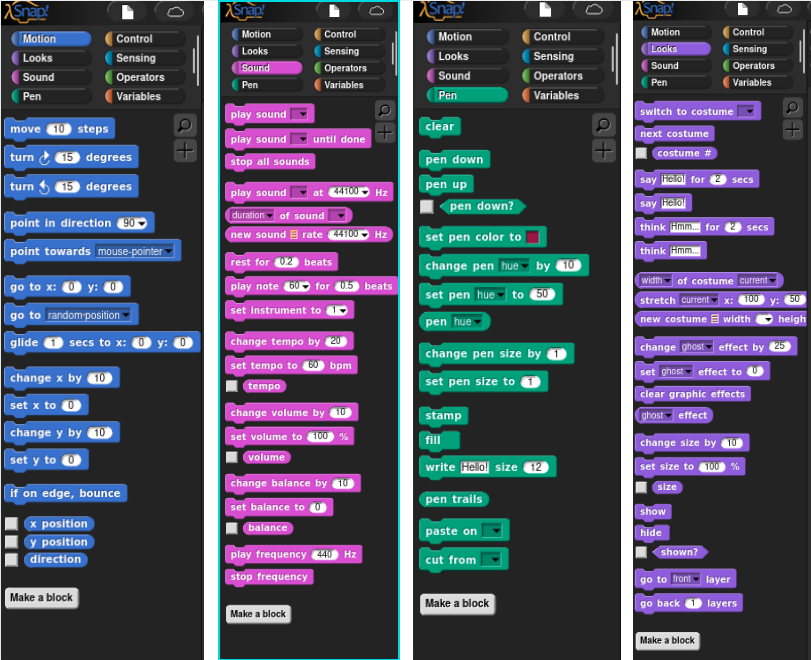 Snap!
Motion Control
Looks Sensing
Sound Operators
Pen Variables
move 10 steps
turn 15 degrees
turn 15 degrees
point in direction 90
point towards mouse-pointer
go to x: 0 y: 0
go to random position
glide 1 secs to x: 0 y: 0
change x by 10
set x to 0
change y by 10
set y to 0
if on edge, bounce
x position
y position
direction
Make a block
Snap!
Motion Control
Looks Sensing
Sound Operators
Pen Variables
play sound
play sound until done
stop all sounds
play sound at 44100 Hz
duration of sound
new sound rate 44100 Hz
rest for 0.2 beats
play note 60 for 0.5 beats
set instrument to 1
change tempo by 20
set tempo to 60 bpm
tempo
change volume by 10
set volume to 100 %
volume
change balance by 10
set balance to 0
balance
play frequency 440 Hz
stop frequency
Make a block
Snap!
Motion Control
Looks Sensing
Sound Operators
Pen Variables
clear
pen down
pen up
pen down?
set pen color to
change pen hue by 10
set pen hue to 50
pen hue
change pen size by 1
set pen size to 1
stamp
fill
write Hello! size 12
pen trails
paste on
cut from
Make a block
Snap!
Motion Control
Looks Sensing
Sound Operators
Pen Variables
switch to costume
next costume
costume #
say Hello! for 2 secs
say Hello!
think Hmm... for 2 secs
think Hmm...
width of costume current
stretch current x: 100 y: 50
new costume width heigh
change ghost effect by 25
set ghost effect to 0
clear graphic effects
ghost effect
change size by 10
set size to 100 %
size
show
hide
shown?
go to front layer
go back 1 layers
Make a block